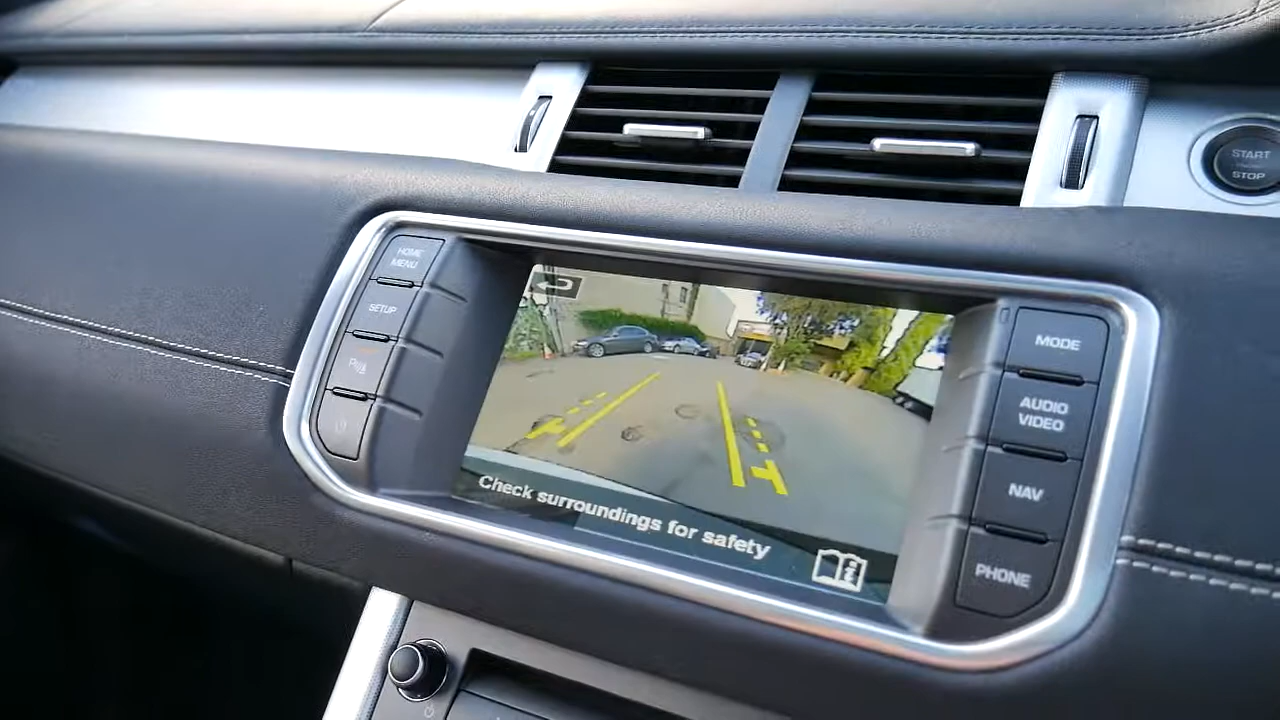 START
STOP
HOME
MENU
SETUP
MODE
AUDIO
VIDEO
NAV
PHONE
Check surroundings for safety